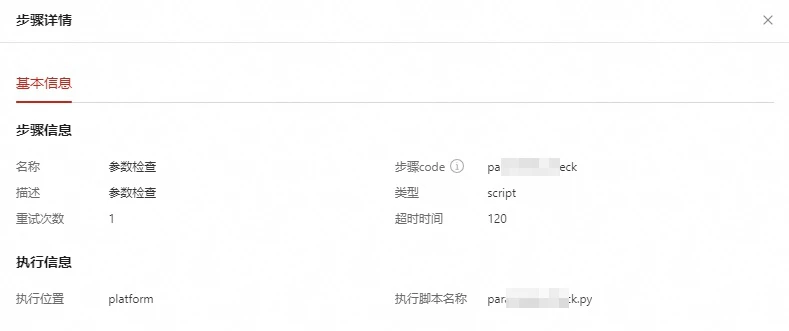 步骤详情
基本信息
步骤信息
名称 参数检查 步骤code
描述 参数检查 类型 script
重试次数 1 超时时间 120
执行信息
执行位置 platform 执行脚本名称